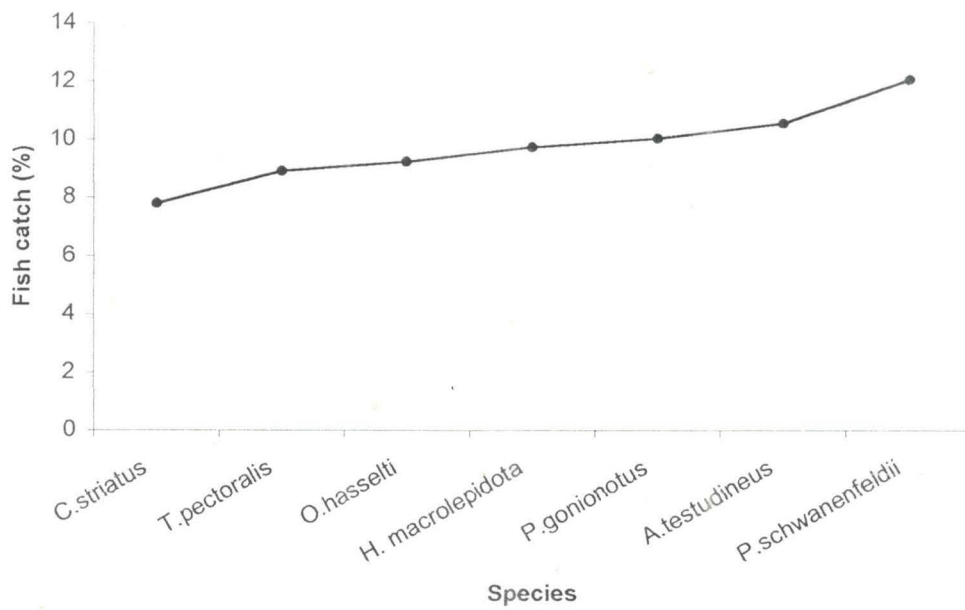 14
12
10
8
6
4
2
0
Fish catch (%)
C.striatus
T.pectoralis
O.hasselti
H. macrolepidota
P.gonionotus
A.testudineus
P.schwanenfeldii
Species